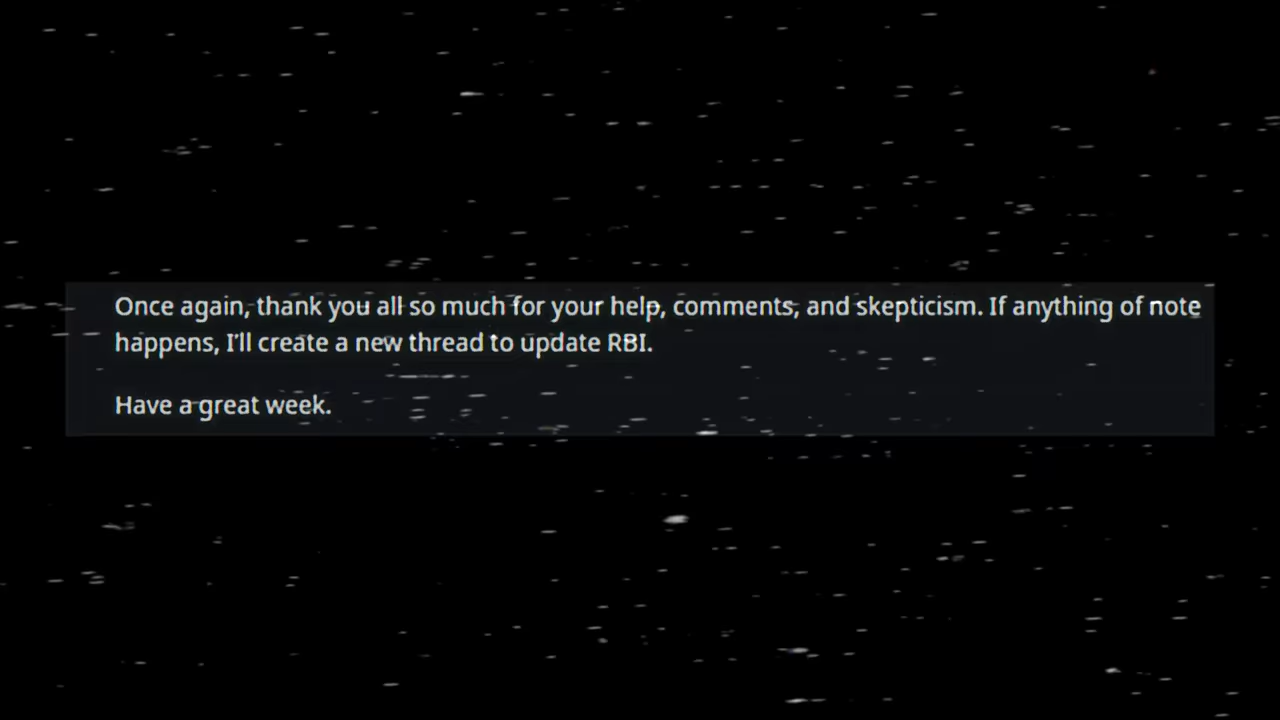 Once again, thank you all so much for your help, comments, and skepticism. If anything of note
happens, I'll create a new thread to update RBI.
Have a great week.